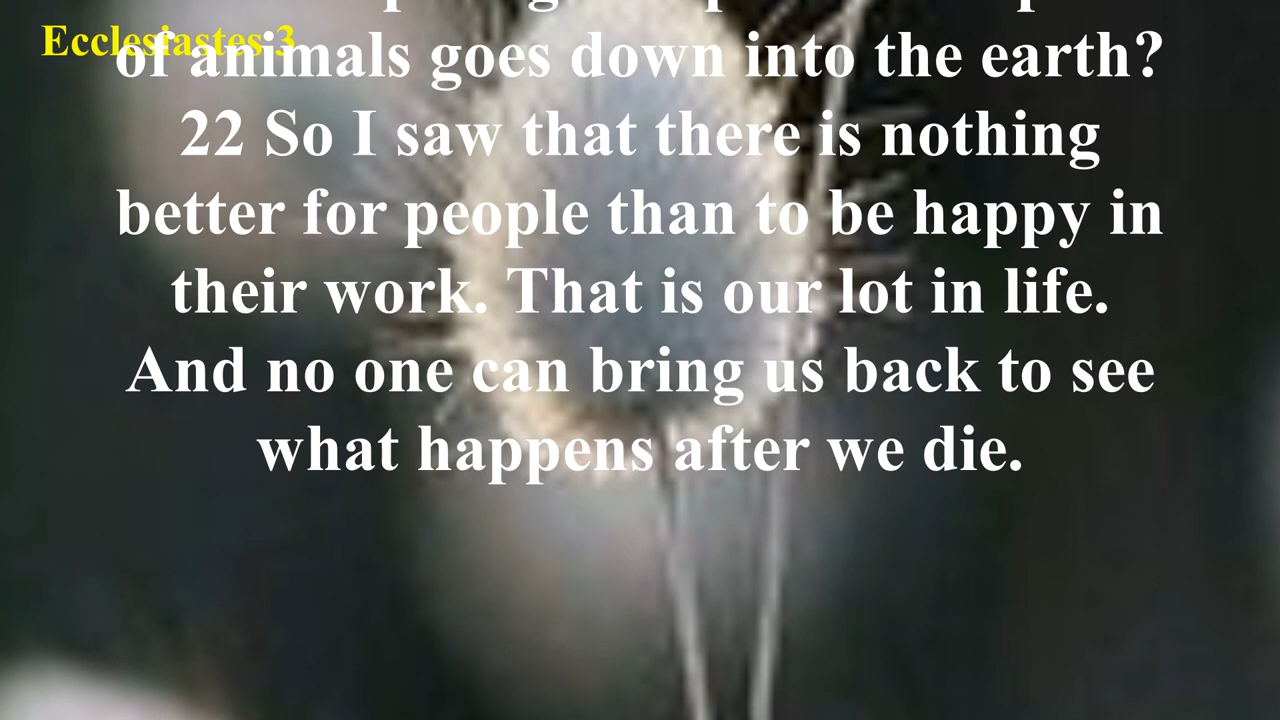 Ecclesiastes 3
of animals goes down into the earth?
22 So I saw that there is nothing
better for people than to be happy in
their work. That is our lot in life.
And no one can bring us back to see
what happens after we die.